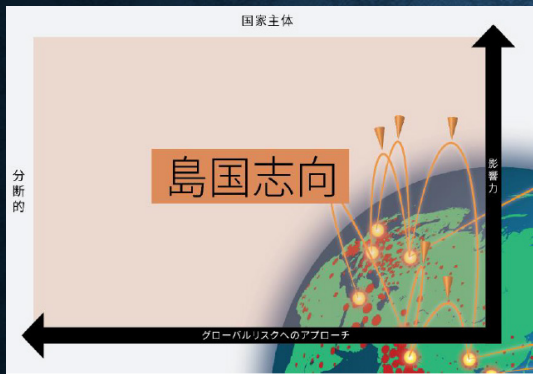 国家主体
分断的
島国志向
影響力
グローバルリスクへのアプローチ